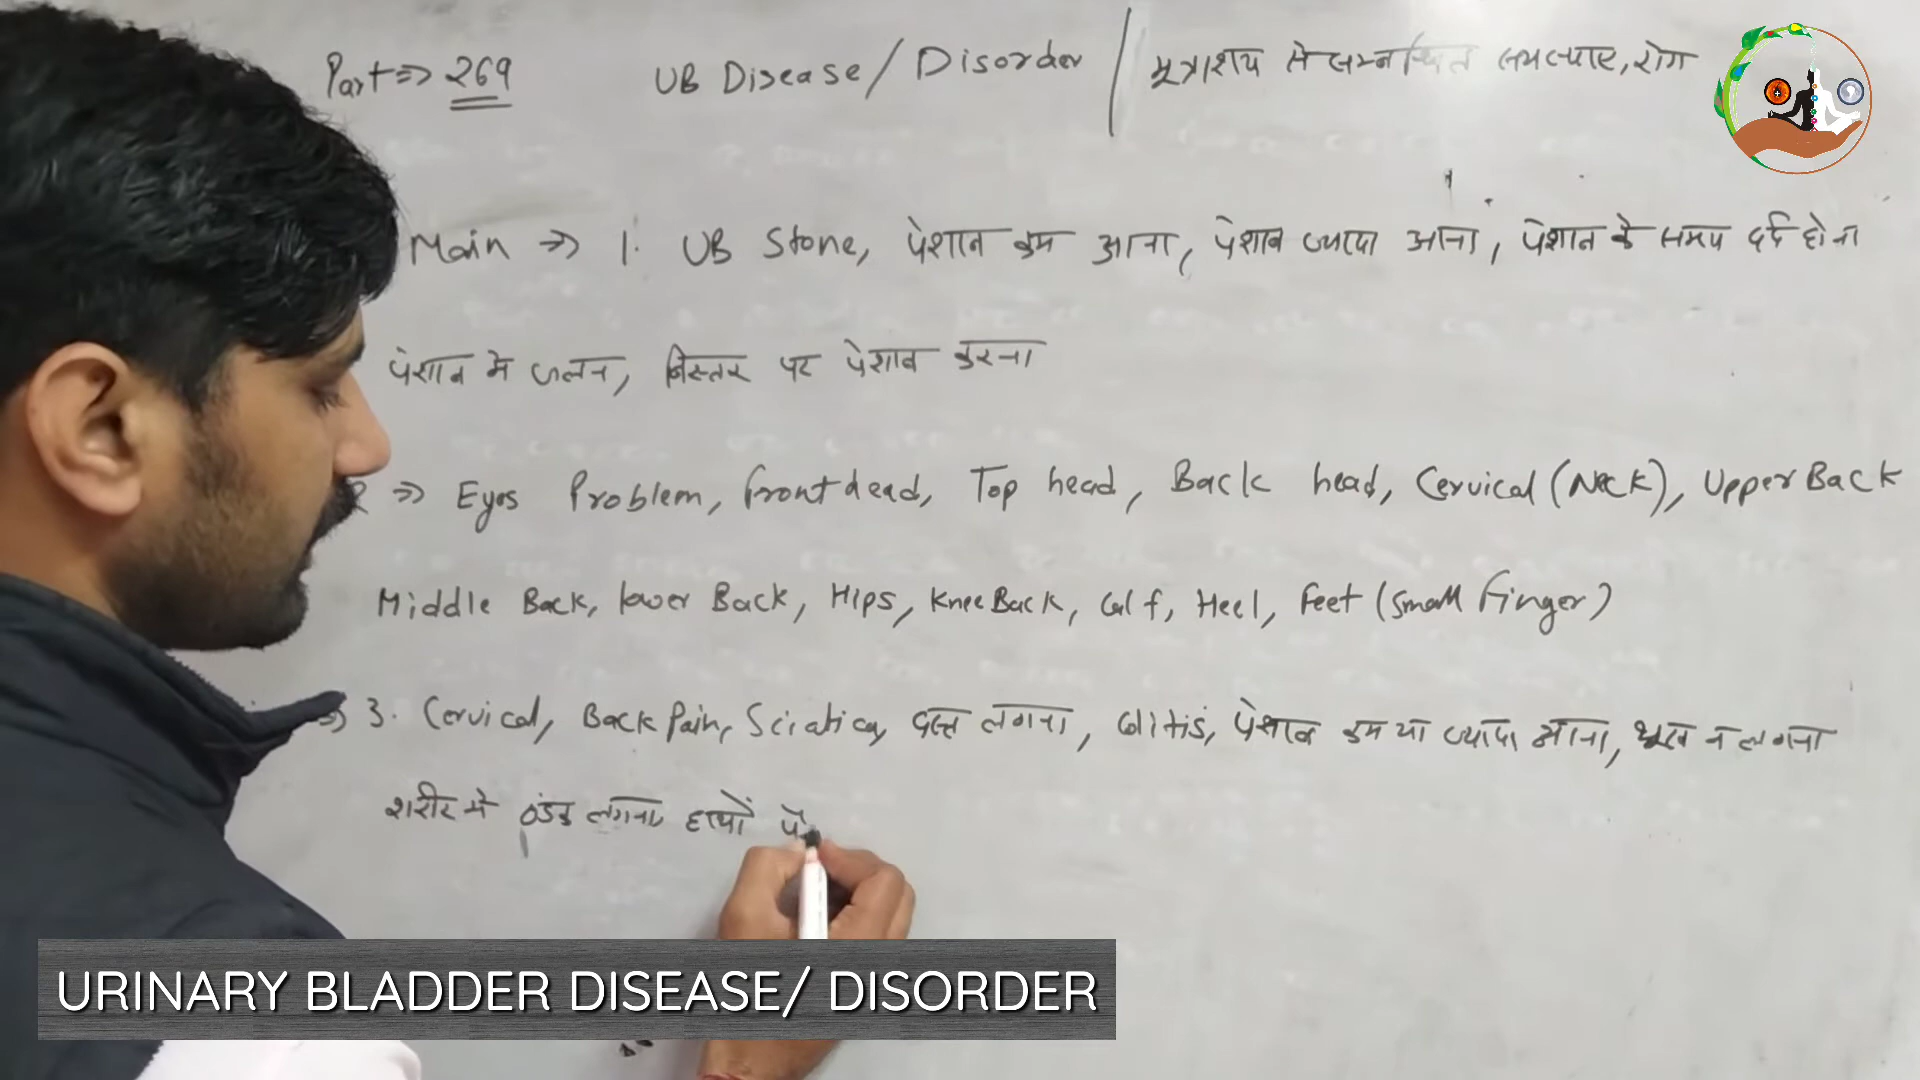 Part ⇒ 269 UB Disease/Disorder | मूत्राशय से सम्बन्धित समस्याए, रोग
Main ⇒ 1. UB Stone, पेशाब कम आना, पेशाब ज्यादा आना, पेशाब के समय दर्द होना
पेशाब मे जलन, बिस्तर पर पेशाब करना
2 ⇒ Eyes Problem, Top head, Back head, Cervical (Neck), Upper Back
Middle Back, lower Back, Hips, Knee Back, Calf, Heel, Feet (Small Finger)
⇒ 3. Cervical, Back Pain, Sciatica, दस्त लगना, Colitis, पेशाब कम या ज्यादा आना, भूख न लगना
शरीर मे ठंडक लगना, हाथों पै
URINARY BLADDER DISEASE/ DISORDER